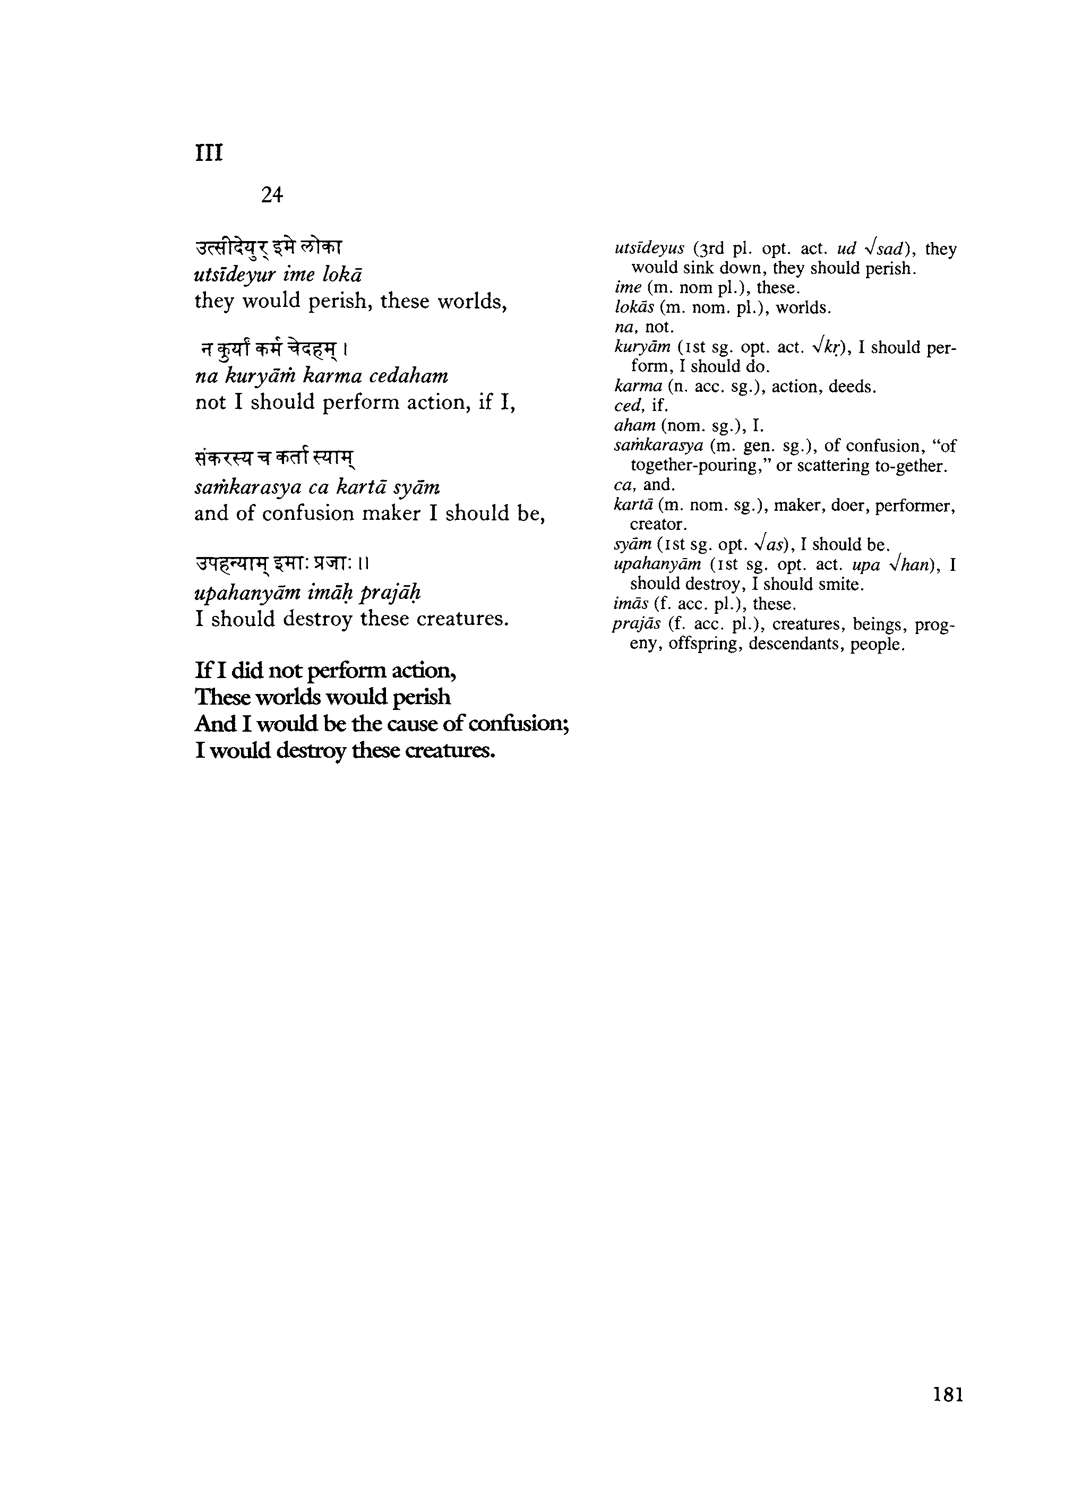 III
24
उत्सीदेयुर् इमे लोका
utsīdeyur ime lokā
they would perish, these worlds,
न कुर्यां कर्म चेदहम् ।
na kuryāṁ karma cedaham
not I should perform action, if I,
संकरस्य च कर्ता स्याम्
saṁkarasya ca kartā syām
and of confusion maker I should be,
उपहन्याम् इमाः प्रजाः ।।
upahanyām imāḥ prajāḥ
I should destroy these creatures.
If I did not perform action,
These worlds would perish
And I would be the cause of confusion;
I would destroy these creatures.
utsīdeyus (3rd pl. opt. act. ud √sad), they
would sink down, they should perish.
ime (m. nom pl.), these.
lokās (m. nom. pl.), worlds.
na, not.
kuryām (1st sg. opt. act. √kṛ), I should per-
form, I should do.
karma (n. acc. sg.), action, deeds.
ced, if.
aham (nom. sg.), I.
saṁkarasya (m. gen. sg.), of confusion, “of
together-pouring,” or scattering to-gether.
ca, and.
kartā (m. nom. sg.), maker, doer, performer,
creator.
syām (1st sg. opt. √as), I should be.
upahanyām (1st sg. opt. act. upa √han), I
should destroy, I should smite.
imās (f. acc. pl.), these.
prajās (f. acc. pl.), creatures, beings, prog-
eny, offspring, descendants, people.
181